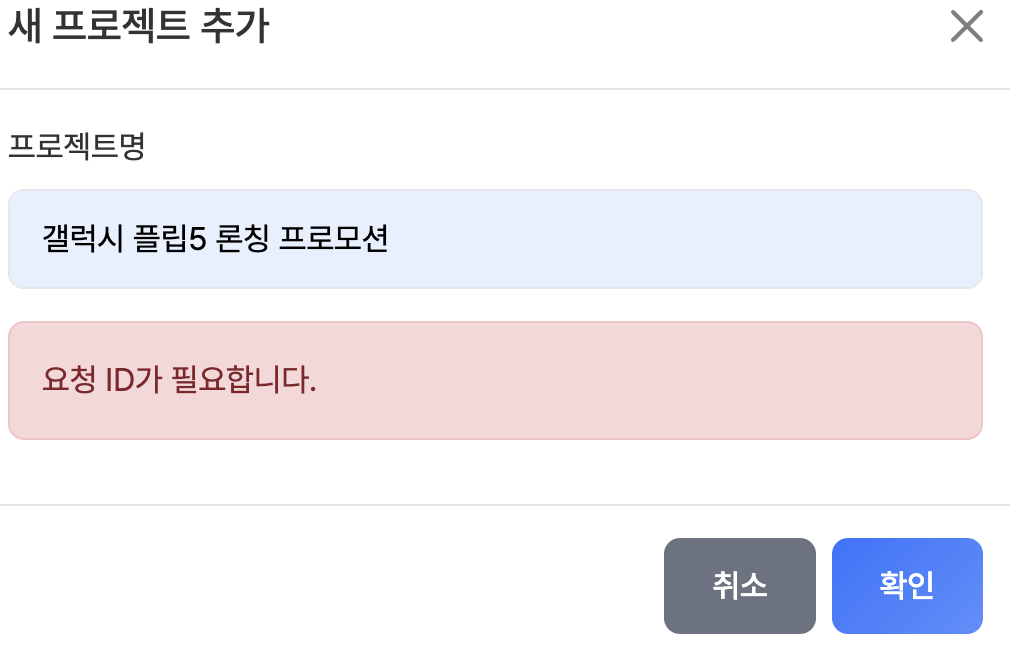 새 프로젝트 추가
프로젝트명
갤럭시 플립5 론칭 프로모션
요청 ID가 필요합니다.
취소
확인